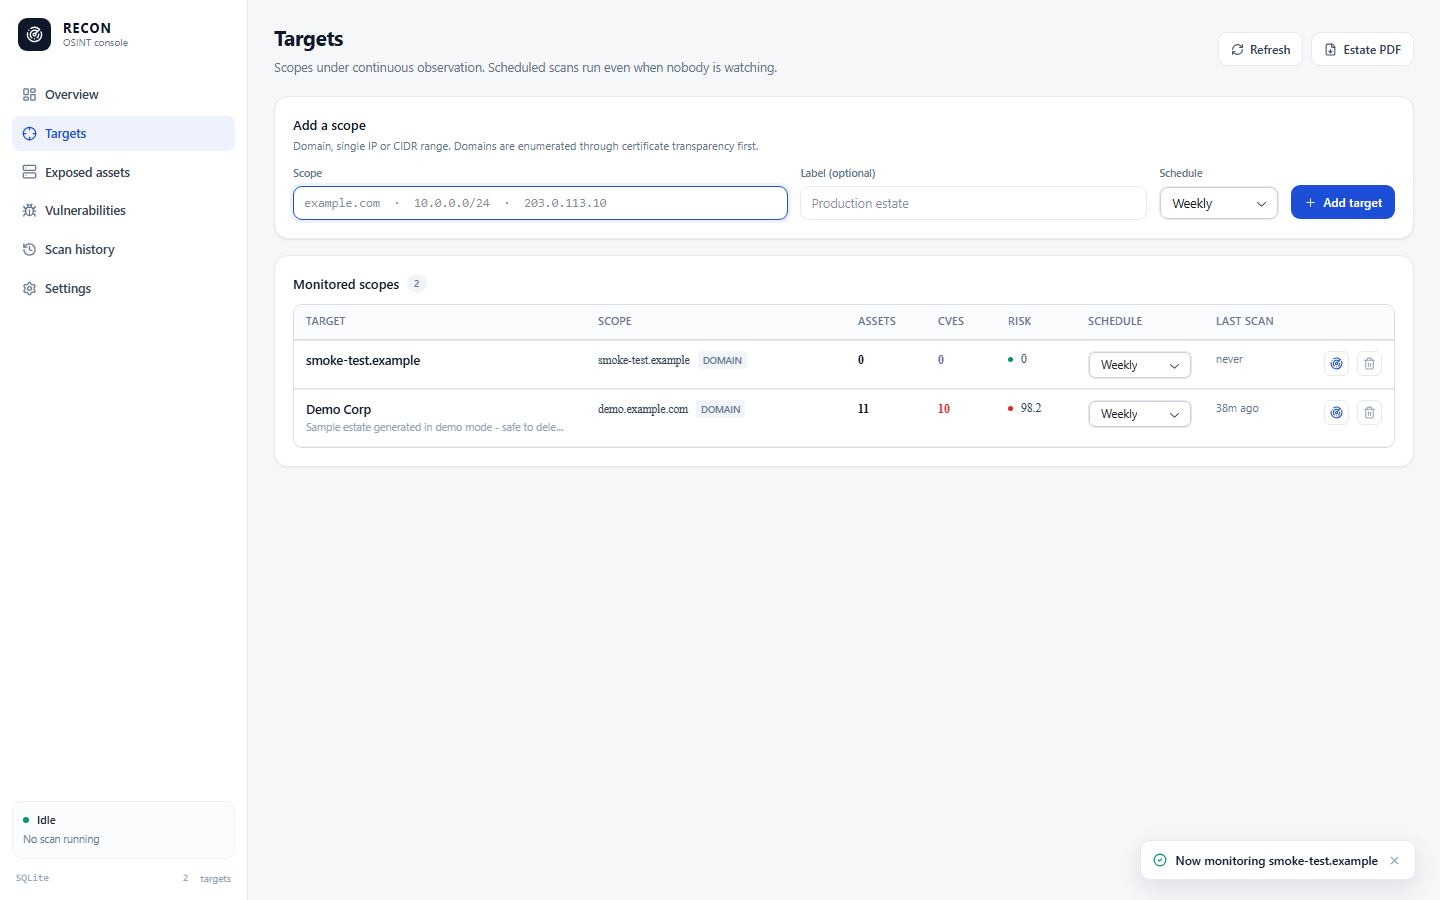 RECON
OSINT console
Overview
Targets
Exposed assets
Vulnerabilities
Scan history
Settings
Idle
No scan running
SQLite 2 targets
Targets
Scopes under continuous observation. Scheduled scans run even when nobody is watching.
Refresh
Estate PDF
Add a scope
Domain, single IP or CIDR range. Domains are enumerated through certificate transparency first.
Scope Label (optional) Schedule
example.com · 10.0.0.0/24 · 203.0.113.10 Production estate Weekly Add target
Monitored scopes 2
TARGET SCOPE ASSETS CVES RISK SCHEDULE LAST SCAN
smoke-test.example smoke-test.example DOMAIN 0 0 0 Weekly never
Demo Corp demo.example.com DOMAIN 11 10 98.2 Weekly 38m ago
Sample estate generated in demo mode - safe to dele...
Now monitoring smoke-test.example